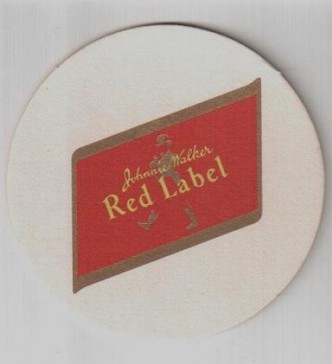 Johnnie Walker
Red Label